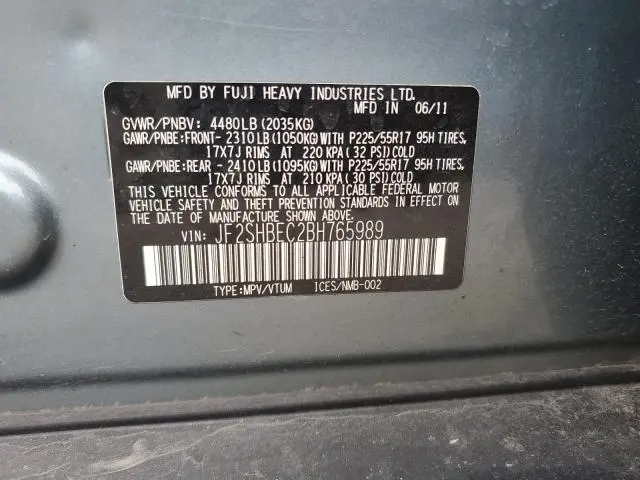 MFD BY FUJI HEAVY INDUSTRIES LTD.
MFD IN 06/11
GVWR/PNBV: 4480LB (2035KG)
GAWR/PNBE:FRONT- 2310LB (1050KG) WITH P225/55R17 95H TIRES,
17X7J RIMS AT 220 KPA ( 32 PSI) COLD
GAWR/PNBE:REAR - 2410LB (1095KG) WITH P225/55R17 95H TIRES,
17X7J RIMS AT 210 KPA ( 30 PSI) COLD
THIS VEHICLE CONFORMS TO ALL APPLICABLE FEDERAL MOTOR
VEHICLE SAFETY AND THEFT PREVENTION STANDARDS IN EFFECT ON
THE DATE OF MANUFACTURE SHOWN ABOVE.
VIN: JF2SHBEC2BH765989
TYPE:MPV/VTUM ICES/NMB-002